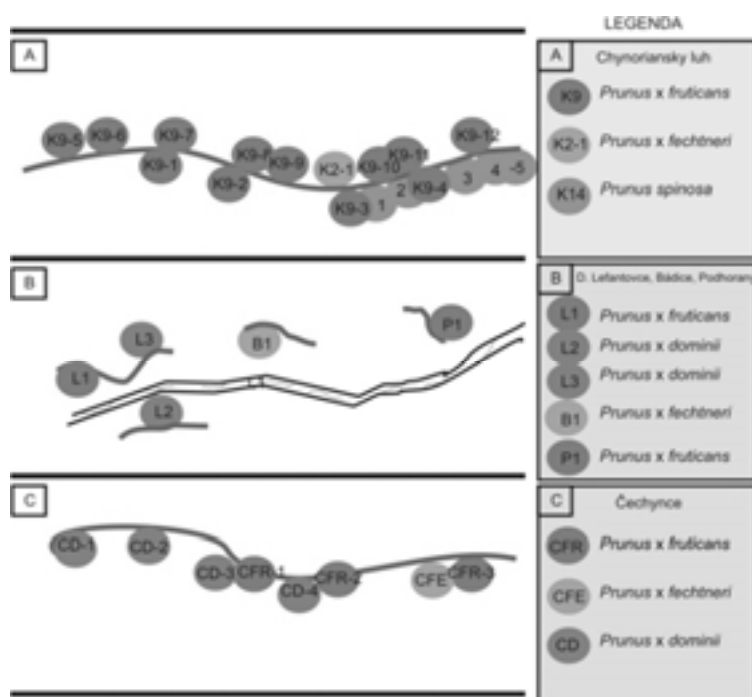 LEGENDA
A
K9-5
K9-6
K9-7
K9-1
K9-8
K9-2
K9-9
K2-1
K9-10
K9-11
K9-12
K9-3
1
2
K9-4
3
4
-5
A
Chynoriansky luh
K9 Prunus x fruticans
K2-1 Prunus x fechtneri
K14 Prunus spinosa
B
L1
L3
L2
B1
P1
B D. Lefantovce, Bádice, Podhorany
L1 Prunus x fruticans
L2 Prunus x dominii
L3 Prunus x dominii
B1 Prunus x fechtneri
P1 Prunus x fruticans
C
CD-1
CD-2
CD-3
CFR-1
CD-4
CFR-2
CFE
CFR-3
C Čechynce
CFR Prunus x fruticans
CFE Prunus x fechtneri
CD Prunus x dominii